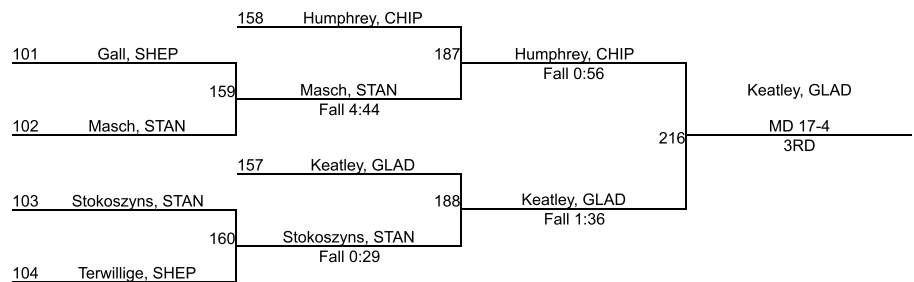 158 Humphrey, CHIP
101 Gall, SHEP
187 Humphrey, CHIP
Fall 0:56
159 Masch, STAN
Fall 4:44
Keatley, GLAD
102 Masch, STAN
216 MD 17-4
3RD
157 Keatley, GLAD
103 Stokoszyns, STAN
188 Keatley, GLAD
Fall 1:36
160 Stokoszyns, STAN
Fall 0:29
104 Terwillige, SHEP